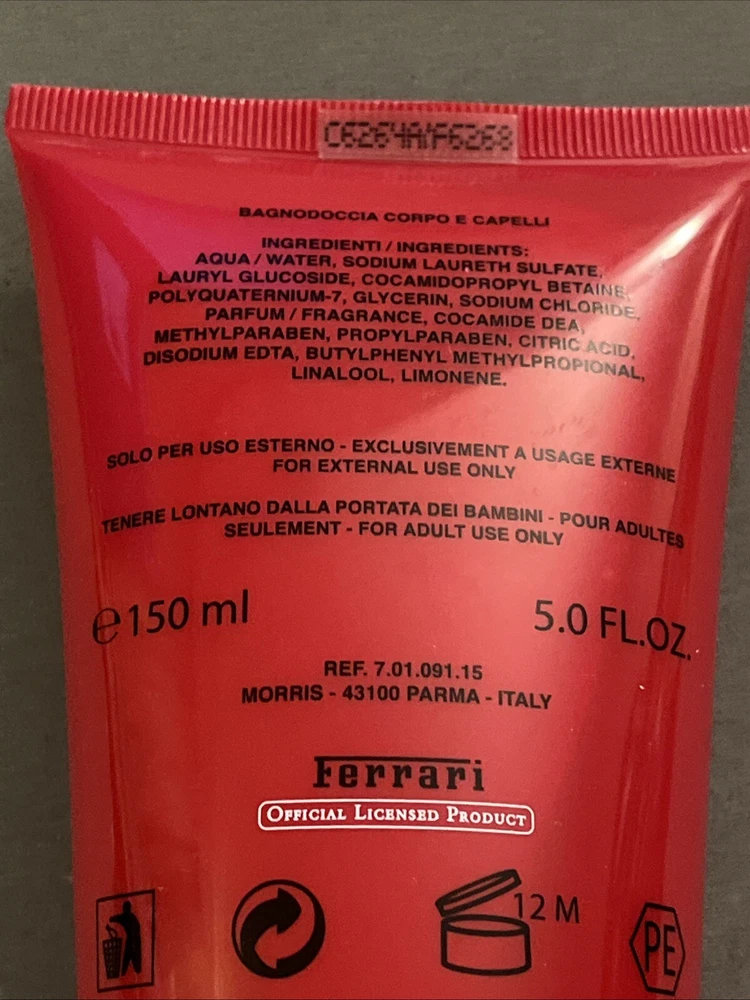 C6264A/F6268
BAGNODOCCIA CORPO E CAPELLI
INGREDIENTI / INGREDIENTS:
AQUA / WATER, SODIUM LAURETH SULFATE,
LAURYL GLUCOSIDE, COCAMIDOPROPYL BETAINE,
POLYQUATERNIUM-7, GLYCERIN, SODIUM CHLORIDE,
PARFUM / FRAGRANCE, COCAMIDE DEA,
METHYLPARABEN, PROPYLPARABEN, CITRIC ACID,
DISODIUM EDTA, BUTYLPHENYL METHYLPROPIONAL,
LINALOOL, LIMONENE.
SOLO PER USO ESTERNO - EXCLUSIVEMENT A USAGE EXTERNE
FOR EXTERNAL USE ONLY
TENERE LONTANO DALLA PORTATA DEI BAMBINI - POUR ADULTES
SEULEMENT - FOR ADULT USE ONLY
℮ 150 ml 5.0 FL.OZ.
REF. 7.01.091.15
MORRIS - 43100 PARMA - ITALY
Ferrari
OFFICIAL LICENSED PRODUCT
12 M
PE